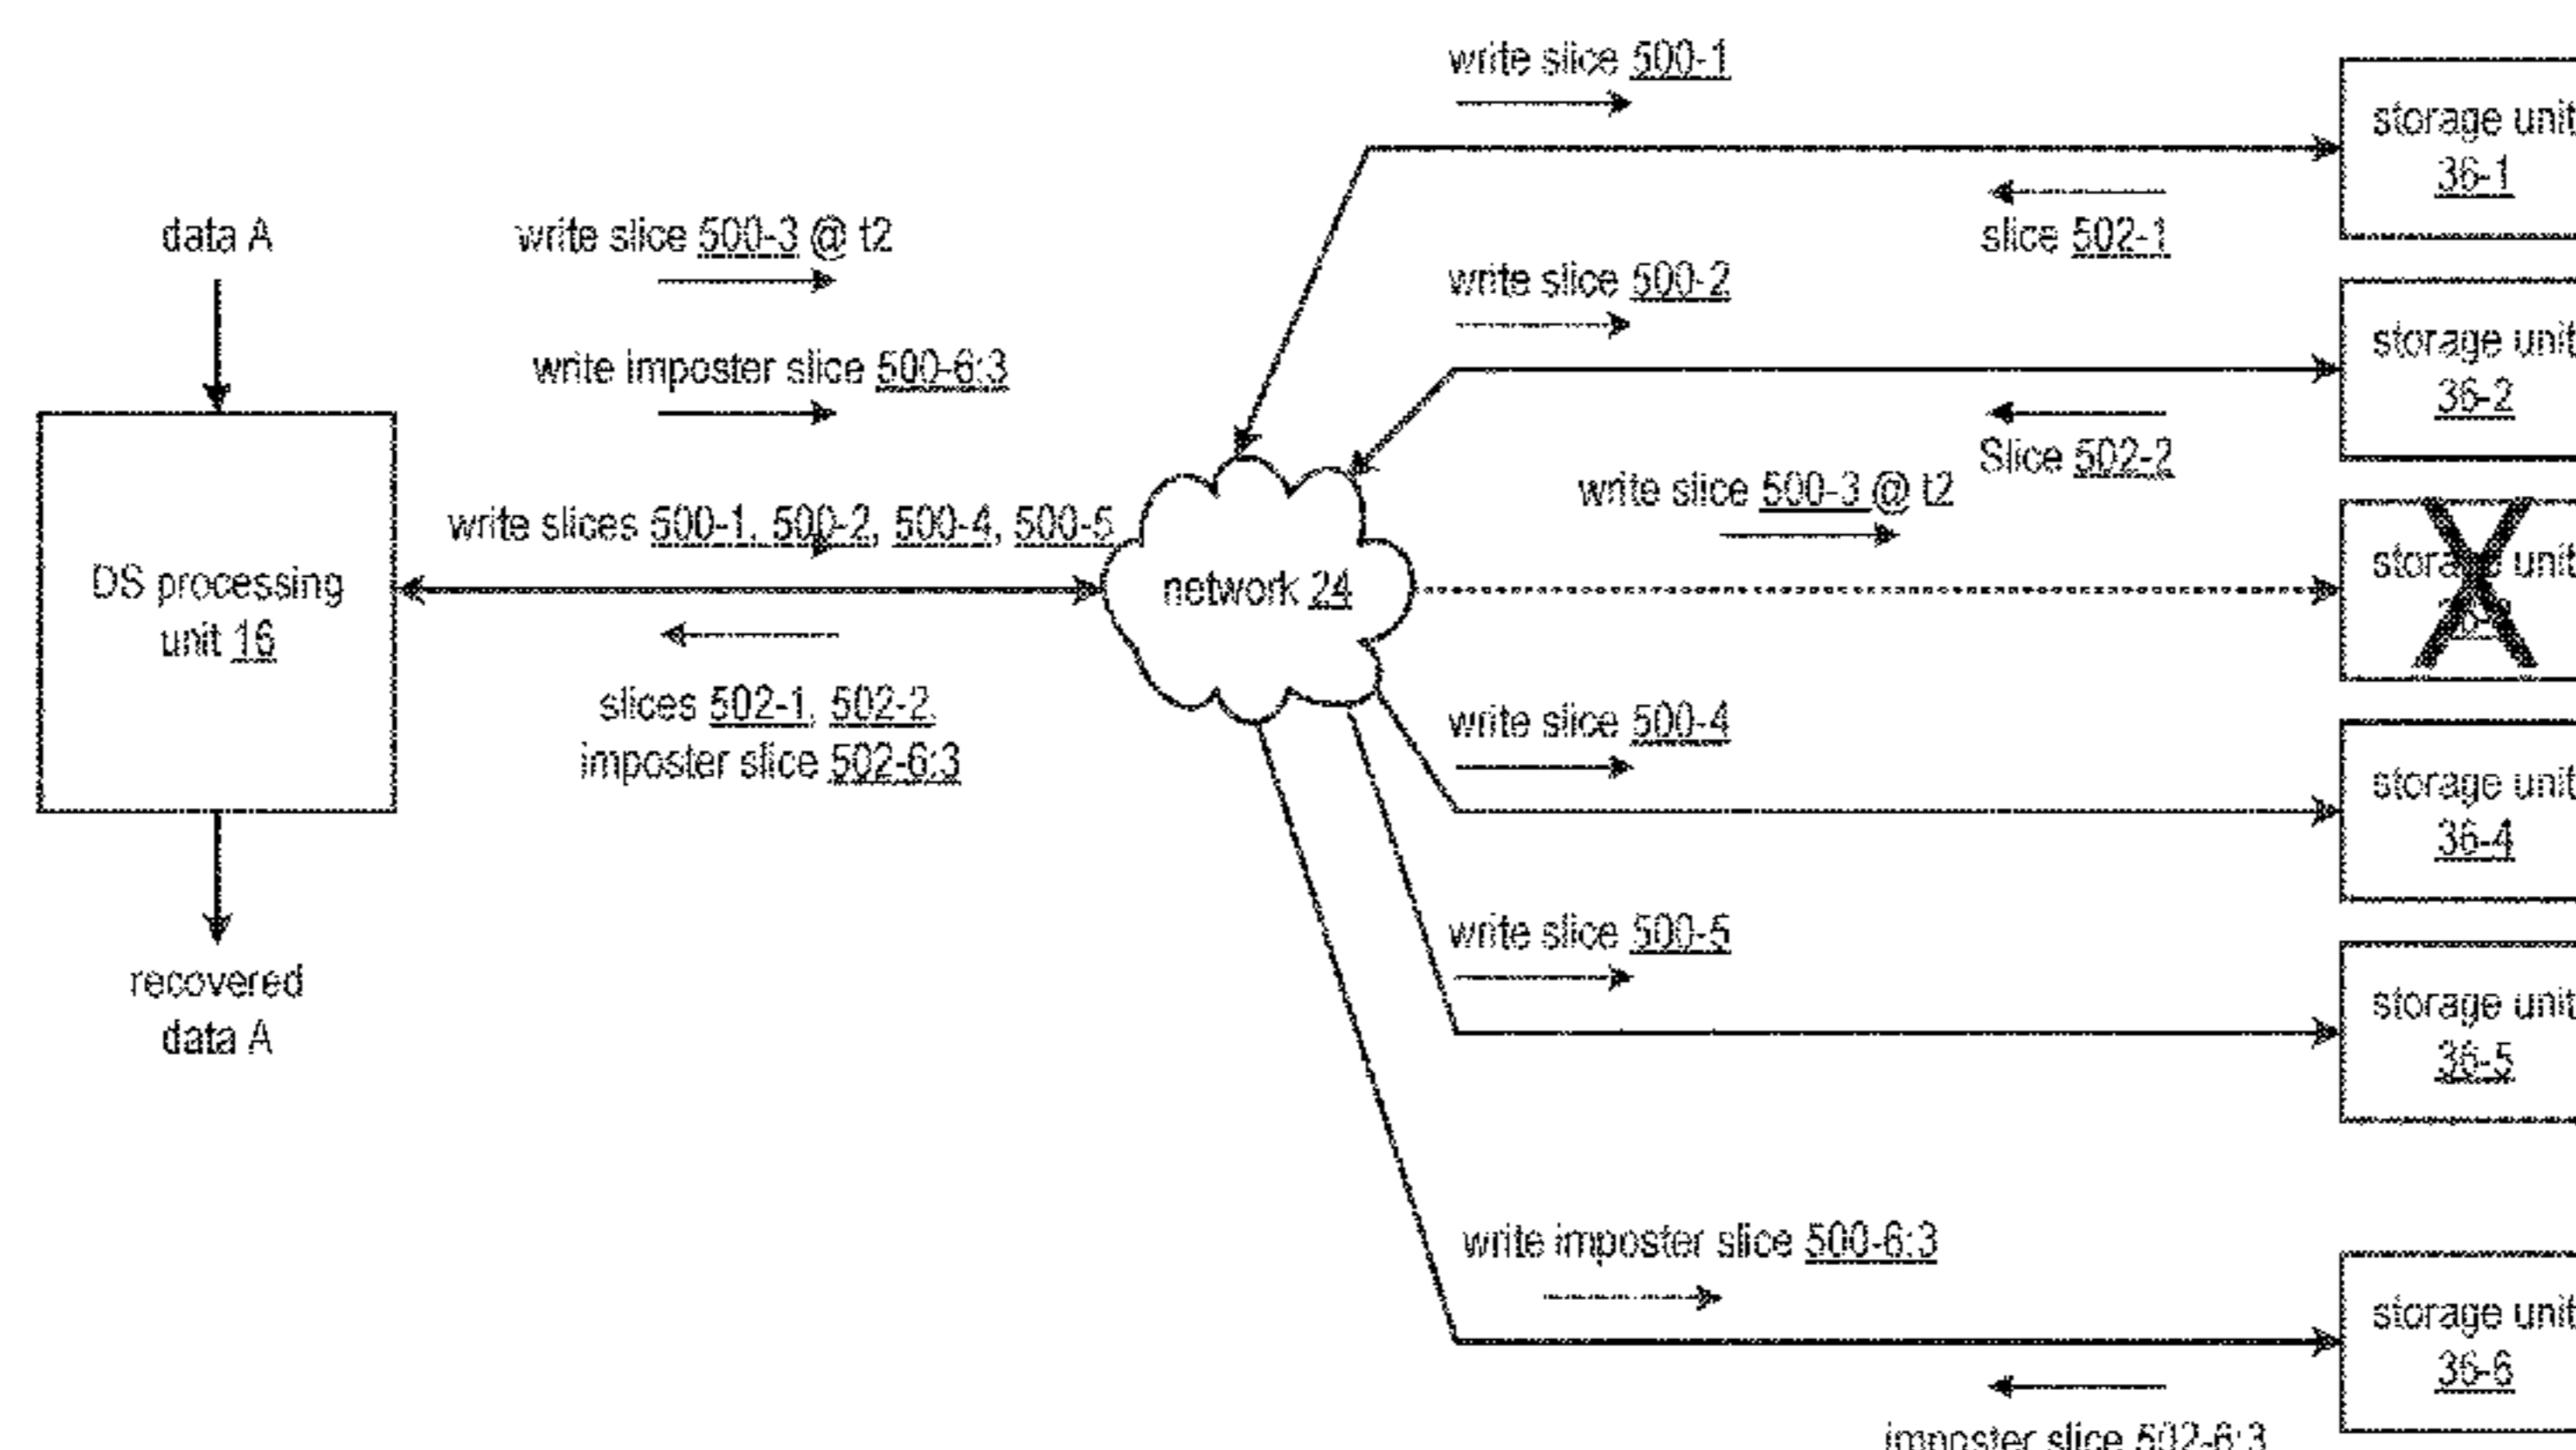 write slice 500-1
storage unit
36-1
data A
write slice 500-3 @ t2
slice 502-1
write slice 500-2
storage unit
36-2
write imposter slice 500-6:3
Slice 502-2
write slice 500-3 @ t2
write slices 500-1, 500-2, 500-4, 500-5
storage unit
DS processing
unit 16
network 24
slices 502-1, 502-2,
imposter slice 502-6:3
write slice 500-4
storage unit
36-4
write slice 500-5
recovered
data A
storage unit
36-5
write imposter slice 500-6:3
storage unit
36-6
imposter slice 502-6:3